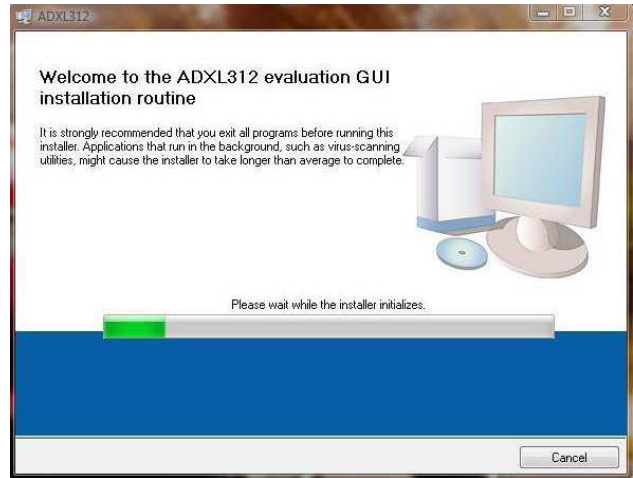 ADXL312
Welcome to the ADXL312 evaluation GUI
installation routine
It is strongly recommended that you exit all programs before running this
installer. Applications that run in the background, such as virus-scanning
utilities, might cause the installer to take longer than average to complete.
Please wait while the installer initializes.
Cancel